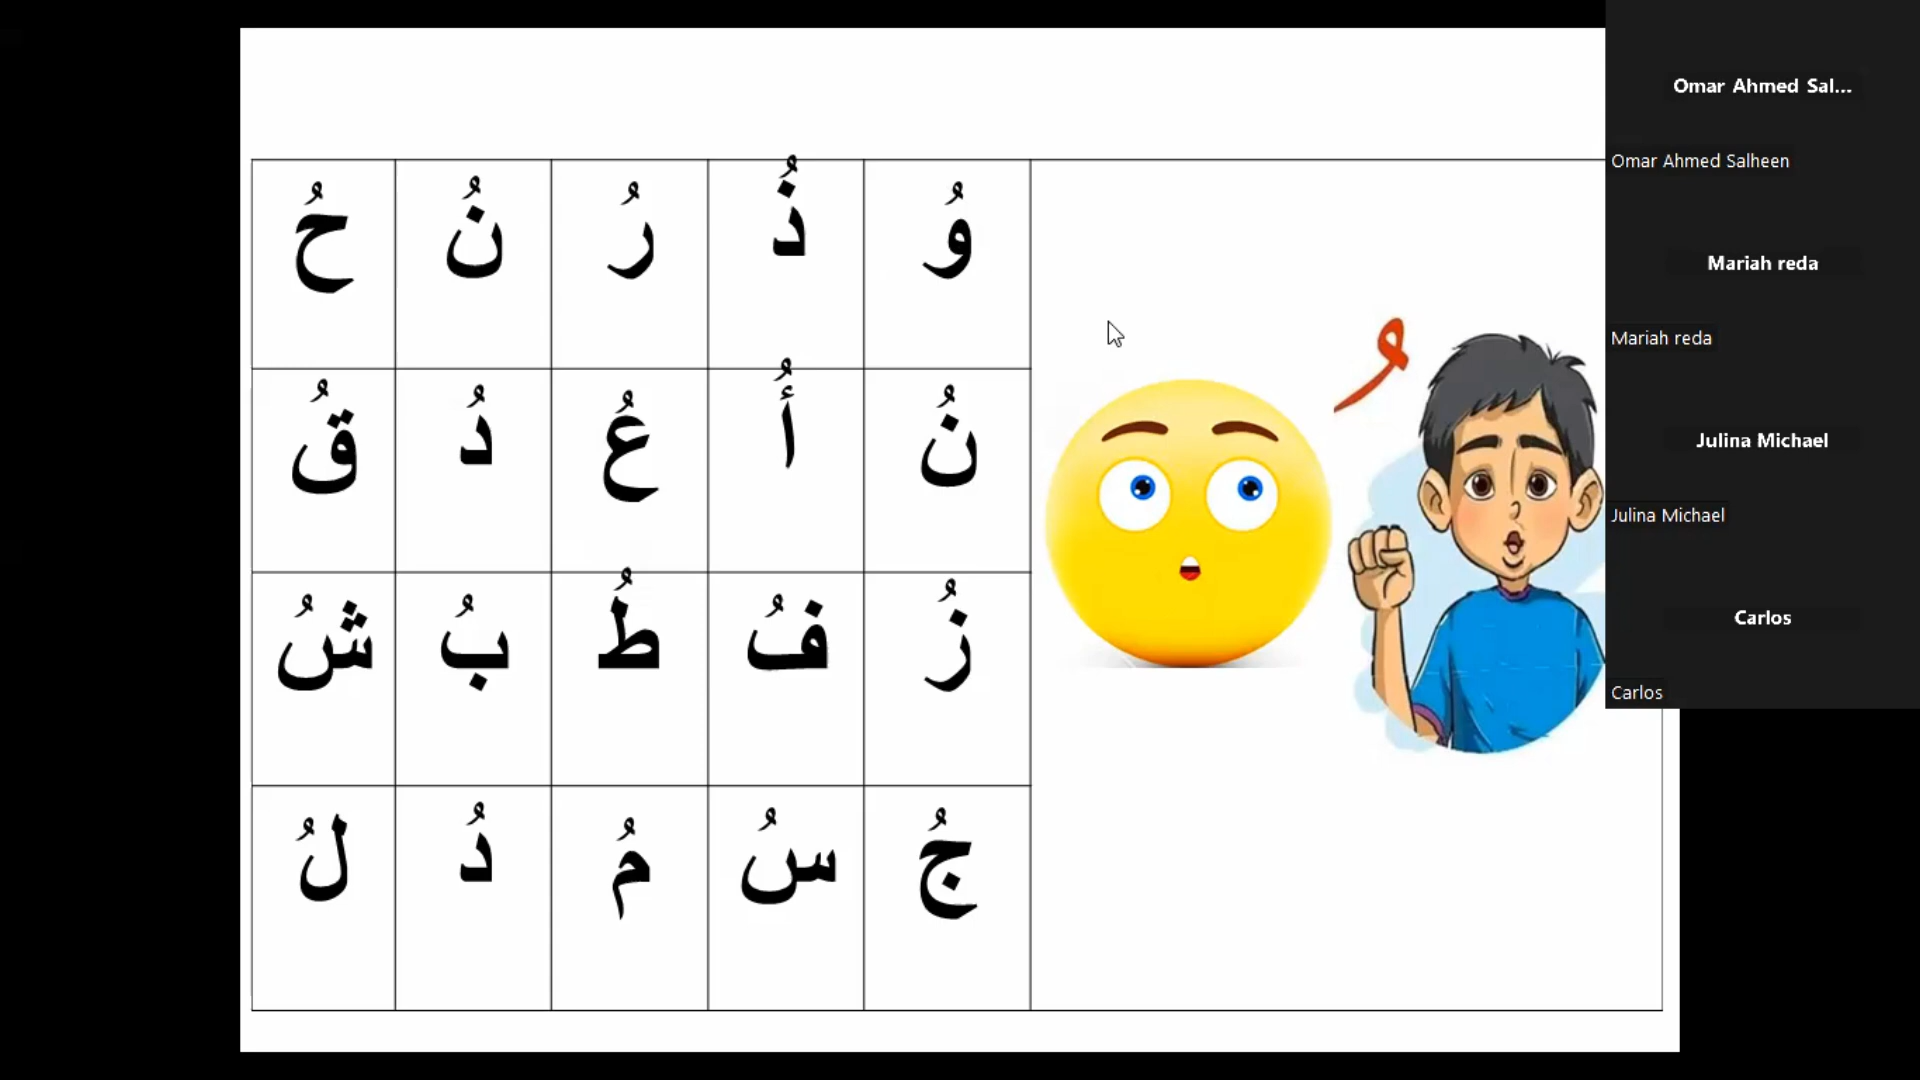 وُ ذُ رُ نُ حُ
نُ أُ عُ دُ قُ
زُ فُ طُ بُ شُ
جُ سُ مُ دُ لُ
ـُ
Omar Ahmed Sal...
Omar Ahmed Salheen
Mariah reda
Mariah reda
Julina Michael
Julina Michael
Carlos
Carlos